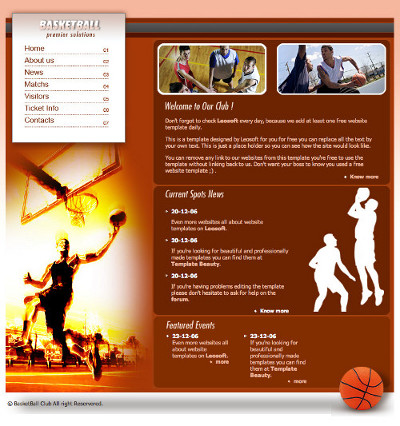 BASKETBALL
premier solutions
Home 01
About us 02
News 03
Matchs 04
Visitors 05
Ticket Info 06
Contacts 07
Welcome to Our Club !
Don't forget to check Leosoft every day, because we add at least one free website
template daily.
This is a template designed by Leosoft for you for free you can replace all the text by
your own text. This is just a place holder so you can see how the site would look like.
You can remove any link to our websites from this template you're free to use the
template without linking back to us. Don't want your boss to know you used a free
website template ;) .
Know more
Current Spots News
20-12-06
Even more websites all about website
templates on Leosoft.
20-12-06
If you're looking for beautiful and professionally
made templates you can find them at
Template Beauty.
20-12-06
If you're having problems editing the template
please don't hesitate to ask for help on the
forum.
Know more
Featured Events
22-12-06
Even more websites
all about website
templates on Leosoft.
more
23-12-06
If you're looking for
beautiful and
professionally made
templates you can
find them at Template
Beauty.
more
© BasketBall Club All right Resereved.